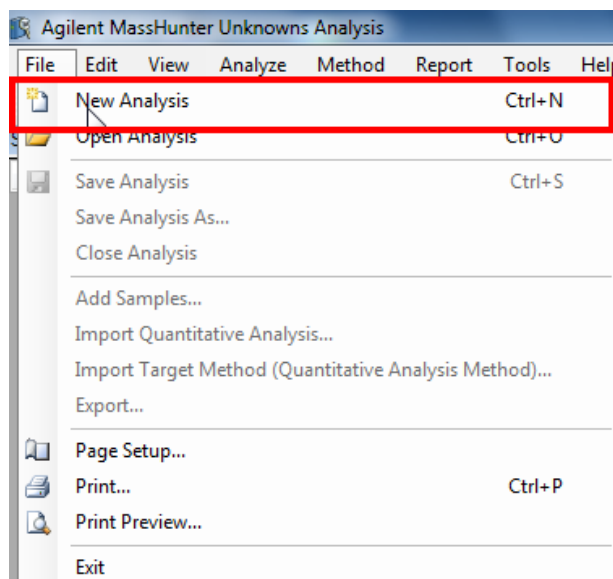 Agilent MassHunter Unknowns Analysis
File Edit View Analyze Method Report Tools Help
New Analysis Ctrl+N
Open Analysis Ctrl+O
Save Analysis Ctrl+S
Save Analysis As...
Close Analysis
Add Samples...
Import Quantitative Analysis...
Import Target Method (Quantitative Analysis Method)...
Export...
Page Setup...
Print... Ctrl+P
Print Preview...
Exit